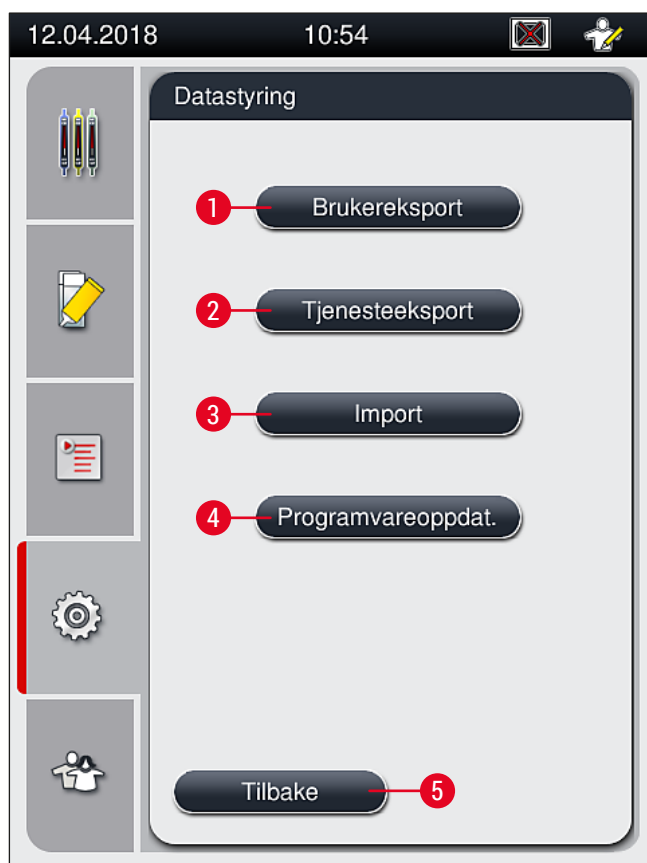 12.04.2018 10:54
Datastyring
1 Brukereksport
2 Tjenesteeksport
3 Import
4 Programvareoppdat.
Tilbake 5